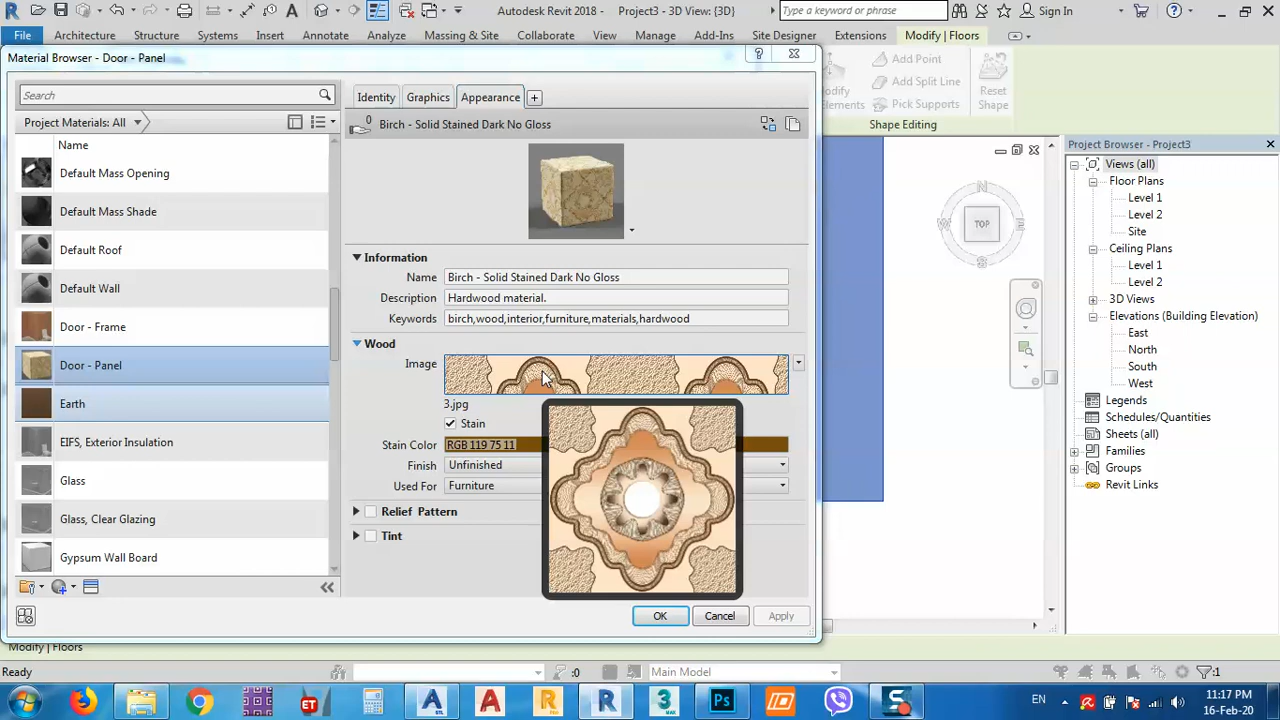 Autodesk Revit 2018 - Project3 - 3D View: {3D}
Type a keyword or phrase
Sign In
File Architecture Structure Systems Insert Annotate Analyze Massing & Site Collaborate View Manage Add-Ins Site Designer Extensions Modify | Floors
Material Browser - Door - Panel
Add Point
Add Split Line
Pick Supports
Reset
Shape
Shape Editing
Search
Project Materials: All
Name
Default Mass Opening
Default Mass Shade
Default Roof
Default Wall
Door - Frame
Door - Panel
Earth
EIFS, Exterior Insulation
Glass
Glass, Clear Glazing
Gypsum Wall Board
Identity Graphics Appearance
0
Birch - Solid Stained Dark No Gloss
Information
Name Birch - Solid Stained Dark No Gloss
Description Hardwood material.
Keywords birch,wood,interior,furniture,materials,hardwood
Wood
Image
3.jpg
Stain
Stain Color RGB 119 75 11
Finish Unfinished
Used For Furniture
Relief Pattern
Tint
OK Cancel Apply
TOP
Project Browser - Project3
Views (all)
Floor Plans
Level 1
Level 2
Site
Ceiling Plans
Level 1
Level 2
3D Views
Elevations (Building Elevation)
East
North
South
West
Legends
Schedules/Quantities
Sheets (all)
Families
Groups
Revit Links
Modify | Floors
Ready
:0
Main Model
:1
EN
11:17 PM
16-Feb-20